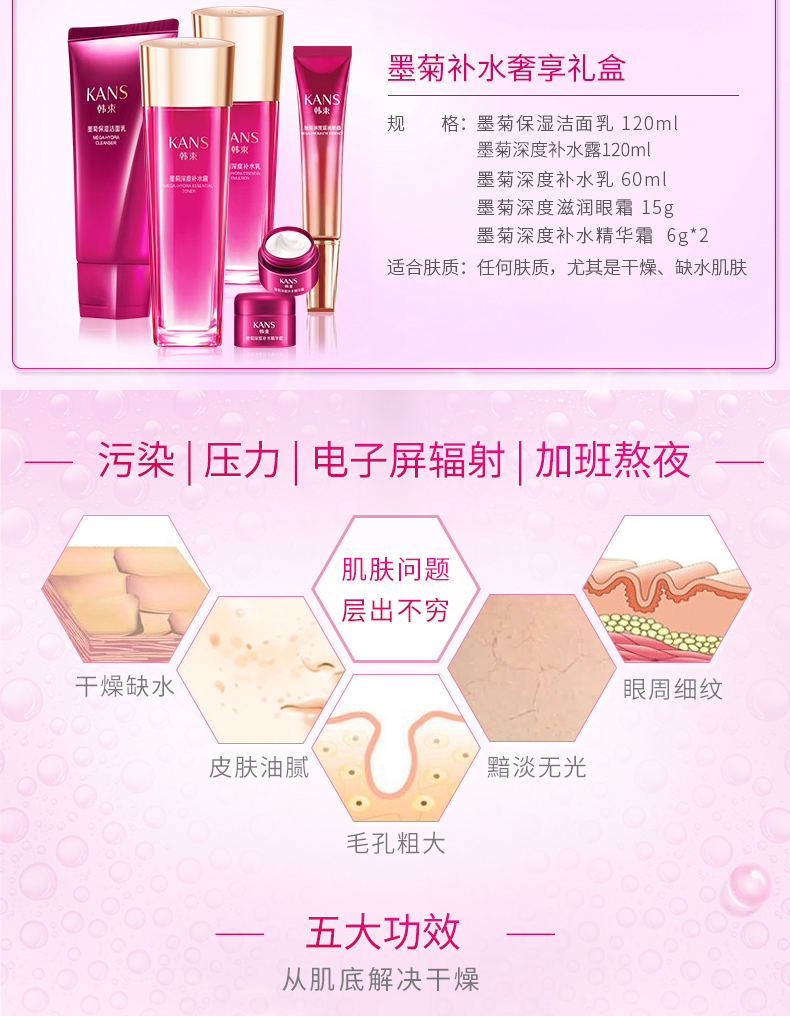 KANS
韩束
墨菊保湿洁面乳
MEGA-HYDRA
CLEANSER
KANS
韩束
墨菊深度补水露
MEGA-HYDRA ESSENTIAL
TONER
ANS
韩束
深度补水乳
EMULSION
KANS
韩束
KANS
韩束
KANS
韩束
墨菊补水奢享礼盒
规 格：墨菊保湿洁面乳 120ml
墨菊深度补水露120ml
墨菊深度补水乳 60ml
墨菊深度滋润眼霜 15g
墨菊深度补水精华霜 6g*2
适合肤质：任何肤质，尤其是干燥、缺水肌肤
污染|压力|电子屏辐射|加班熬夜
肌肤问题
层出不穷
干燥缺水
眼周细纹
皮肤油腻
黯淡无光
毛孔粗大
五大功效
从肌底解决干燥